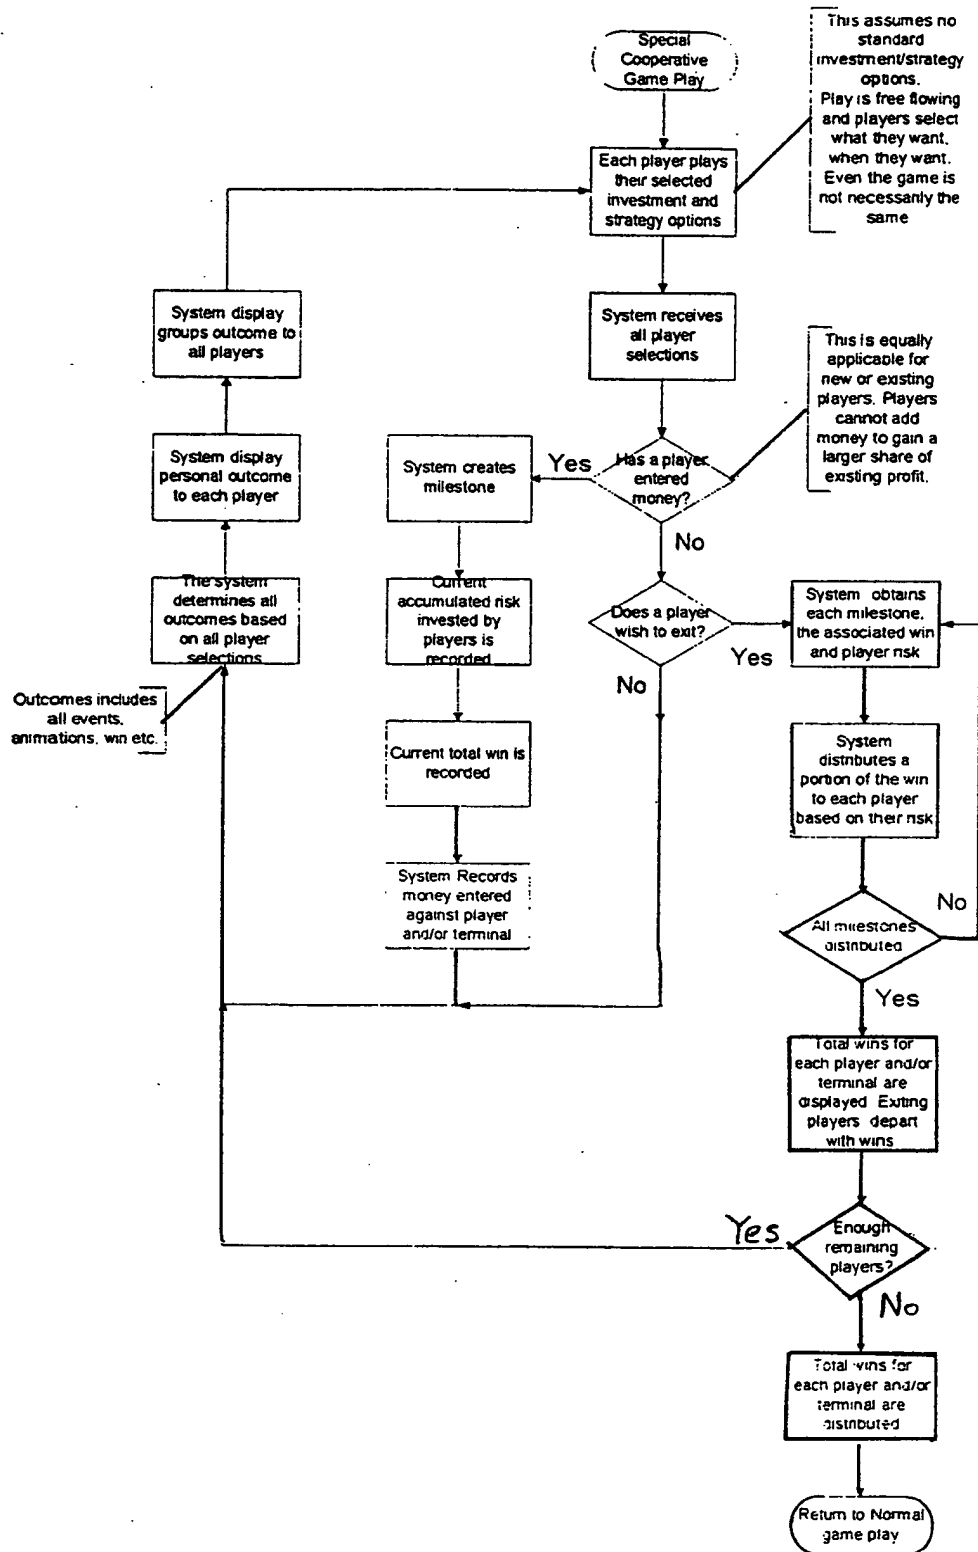 Special
Cooperative
Game Play
This assumes no
standard
investment/strategy
options.
Play is free flowing
and players select
what they want,
when they want.
Even the game is
not necessarily the
same
Each player plays
their selected
investment and
strategy options
System receives
all player
selections
This is equally
applicable for
new or existing
players. Players
cannot add
money to gain a
larger share of
existing profit.
Has a player
entered
money?
Yes
No
System creates
milestone
Current
accumulated risk
invested by
players is
recorded
Current total win is
recorded
System Records
money entered
against player
and/or terminal
Does a player
wish to exit?
Yes
No
System obtains
each milestone,
the associated win
and player risk
System
distributes a
portion of the win
to each player
based on their risk
All milestones
distributed
No
Yes
Total wins for
each player and/or
terminal are
displayed Exiting
players depart
with wins
Enough
remaining
players?
Yes
No
Total wins for
each player and/or
terminal are
distributed
Return to Normal
game play
System display
groups outcome to
all players
System display
personal outcome
to each player
The system
determines all
outcomes based
on all player
selections
Outcomes includes
all events,
animations, win etc.